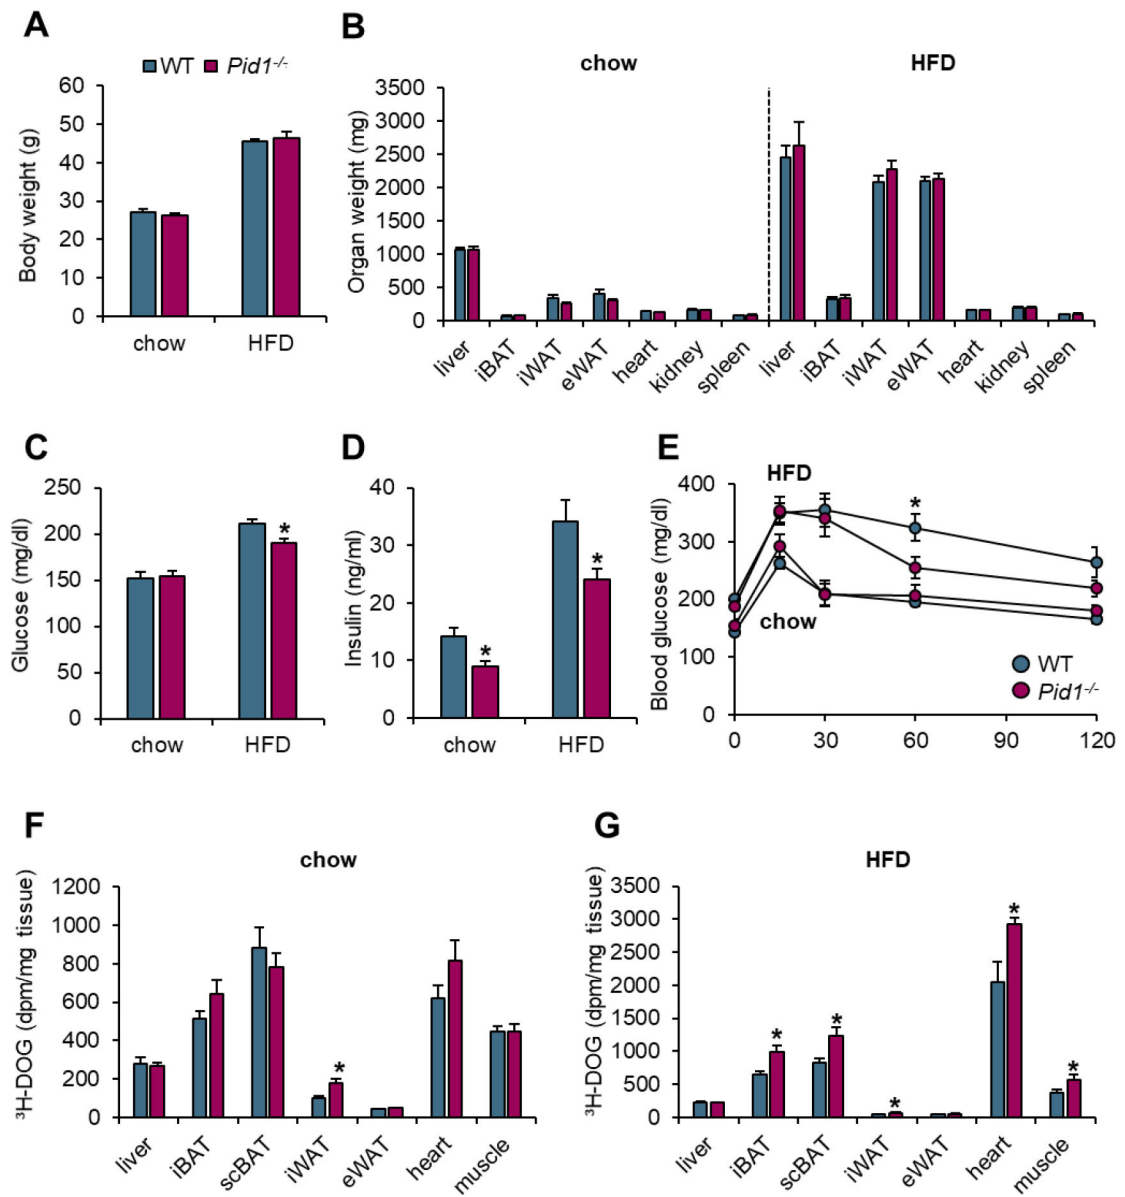 A
WT Pid1-/-
Body weight (g)
60
50
40
30
20
10
0
chow HFD
B
chow HFD
Organ weight (mg)
3500
3000
2500
2000
1500
1000
500
0
liver iBAT iWAT eWAT heart kidney spleen liver iBAT iWAT eWAT heart kidney spleen
C
Glucose (mg/dl)
250
200
150
100
50
0
*
chow HFD
D
Insulin (ng/ml)
40
30
20
10
0
* *
chow HFD
E
Blood glucose (mg/dl)
400
300
200
100
0
HFD
*
chow
WT
Pid1-/-
0 30 60 90 120
F
chow
³H-DOG (dpm/mg tissue)
1200
1000
800
600
400
200
0
*
liver iBAT scBAT iWAT eWAT heart muscle
G
HFD
³H-DOG (dpm/mg tissue)
3500
3000
2500
2000
1500
1000
500
0
* * * * *
liver iBAT scBAT iWAT eWAT heart muscle